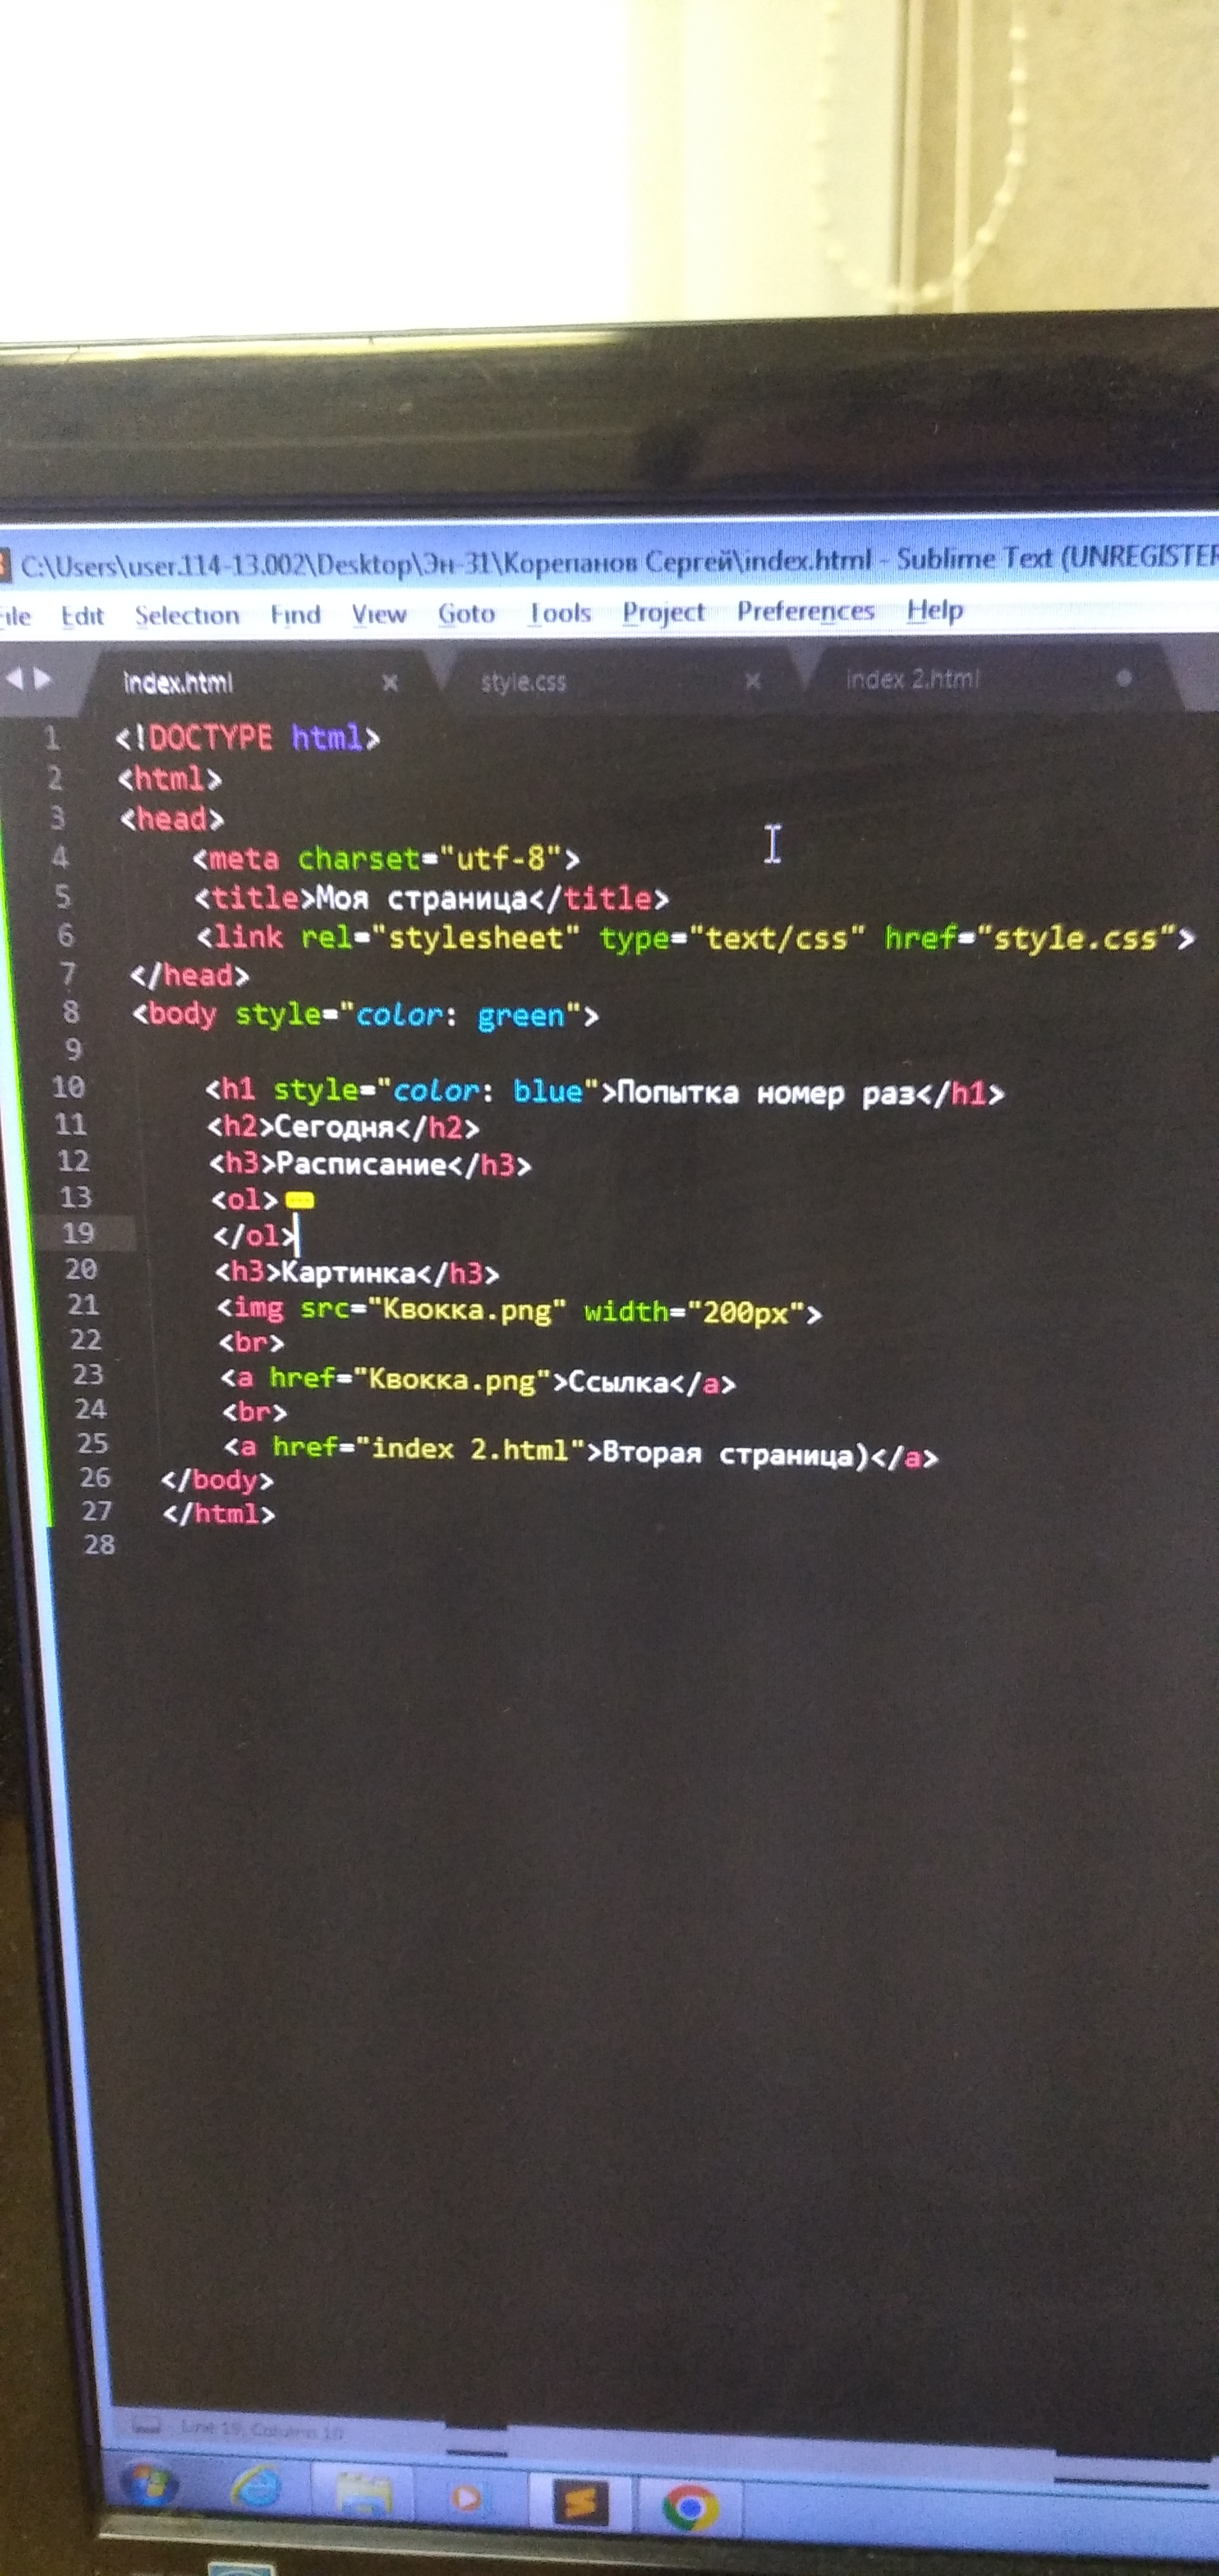 C:\Users\user.114-13.002\Desktop\Эн-31\Корепанов Сергей\index.html - Sublime Text (UNREGISTER
File Edit Selection Find View Goto Tools Project Preferences Help
index.html × style.css × index 2.html
1 <!DOCTYPE html>
2 <html>
3 <head>
4 <meta charset="utf-8">
5 <title>Моя страница</title>
6 <link rel="stylesheet" type="text/css" href="style.css">
7 </head>
8 <body style="color: green">
9
10 <h1 style="color: blue">Попытка номер раз</h1>
11 <h2>Сегодня</h2>
12 <h3>Расписание</h3>
13 <ol>
19 </ol>
20 <h3>Картинка</h3>
21 <img src="Квокка.png" width="200px">
22 <br>
23 <a href="Квокка.png">Ссылка</a>
24 <br>
25 <a href="index 2.html">Вторая страница)</a>
26 </body>
27 </html>
28
Line 19, Column 10